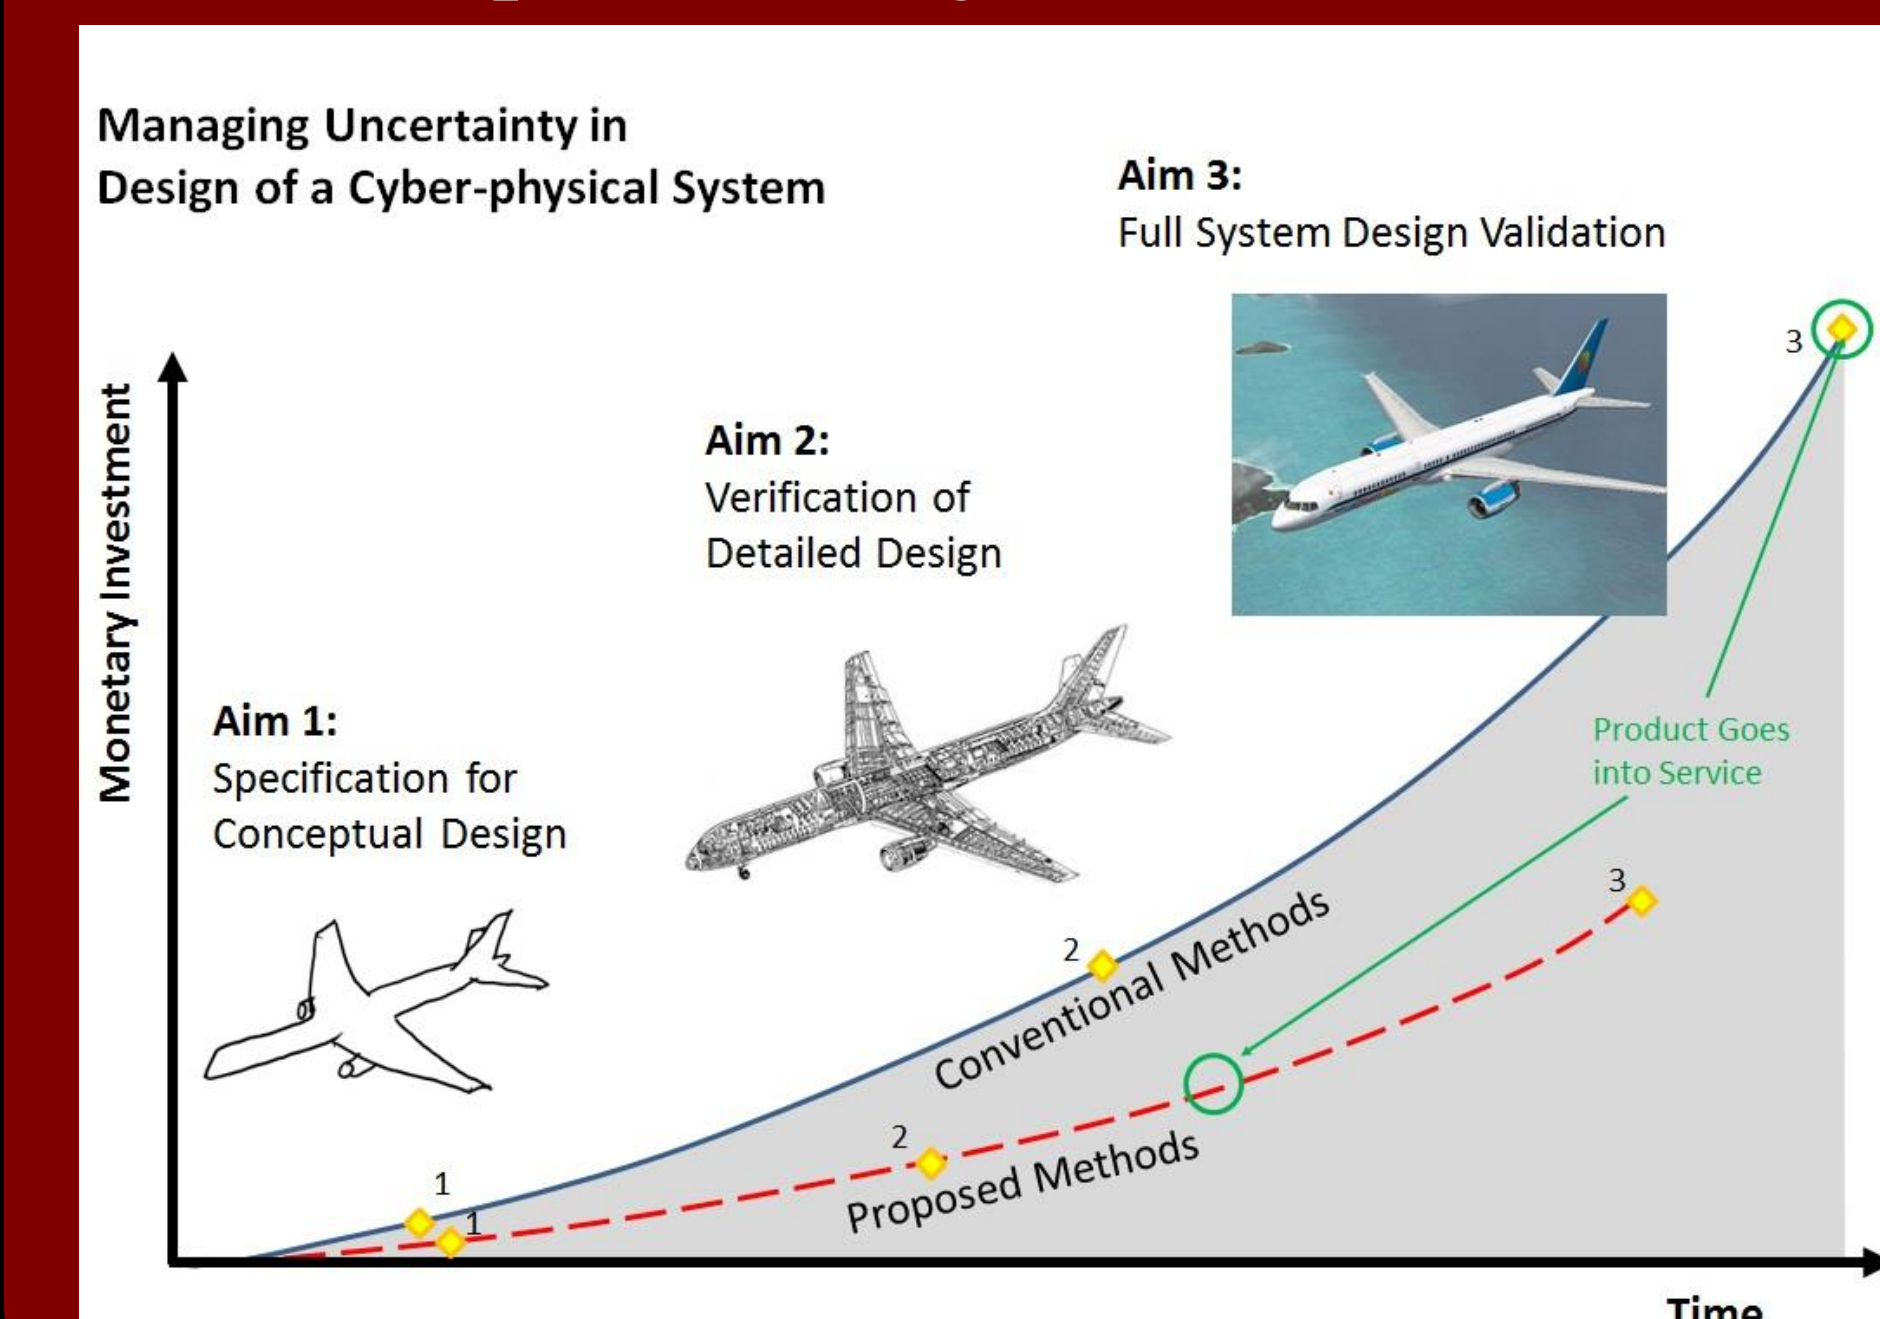 Managing Uncertainty in
Design of a Cyber-physical System
Aim 3:
Full System Design Validation
3
Monetary Investment
Aim 2:
Verification of
Detailed Design
Aim 1:
Specification for
Conceptual Design
Product Goes
into Service
3
2
Conventional Methods
2
Proposed Methods
1
1
Time